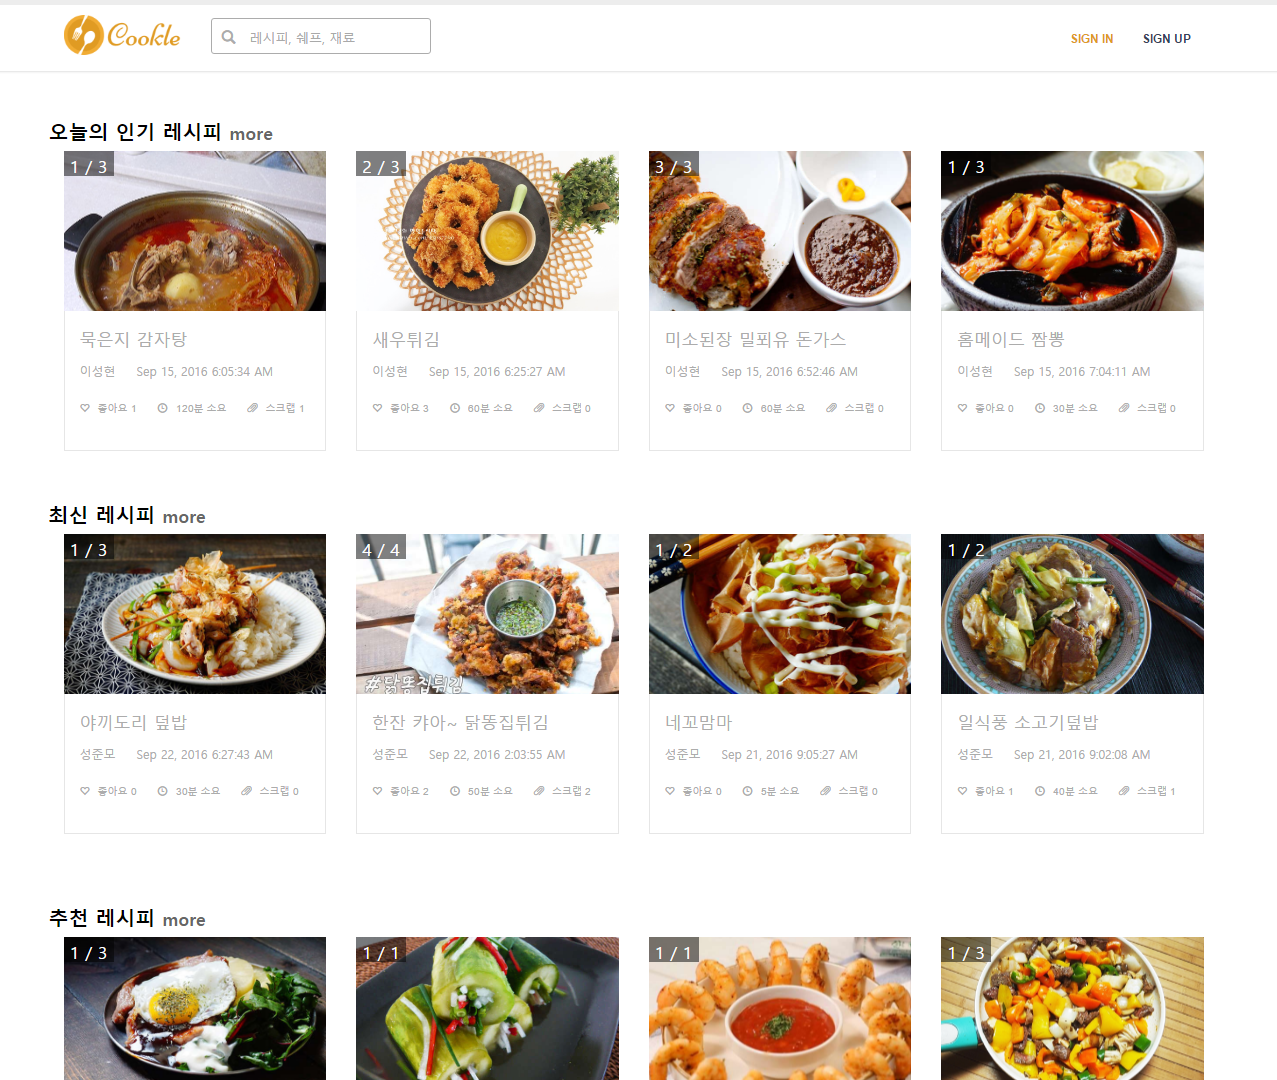 Cookle
레시피, 쉐프, 재료
SIGN IN
SIGN UP
오늘의 인기 레시피 more
1 / 3
2 / 3
3 / 3
1 / 3
묵은지 감자탕
이성현 Sep 15, 2016 6:05:34 AM
좋아요 1 120분 소요 스크랩 1
새우튀김
이성현 Sep 15, 2016 6:25:27 AM
좋아요 3 60분 소요 스크랩 0
미소된장 밀푀유 돈가스
이성현 Sep 15, 2016 6:52:46 AM
좋아요 0 60분 소요 스크랩 0
홈메이드 짬뽕
이성현 Sep 15, 2016 7:04:11 AM
좋아요 0 30분 소요 스크랩 0
최신 레시피 more
1 / 3
4 / 4
1 / 2
1 / 2
#닭똥집튀김
야끼도리 덮밥
성준모 Sep 22, 2016 6:27:43 AM
좋아요 0 30분 소요 스크랩 0
한잔 캬아~ 닭똥집튀김
성준모 Sep 22, 2016 2:03:55 AM
좋아요 2 50분 소요 스크랩 2
네꼬맘마
성준모 Sep 21, 2016 9:05:27 AM
좋아요 0 5분 소요 스크랩 0
일식풍 소고기덮밥
성준모 Sep 21, 2016 9:02:08 AM
좋아요 1 40분 소요 스크랩 1
추천 레시피 more
1 / 3
1 / 1
1 / 1
1 / 3